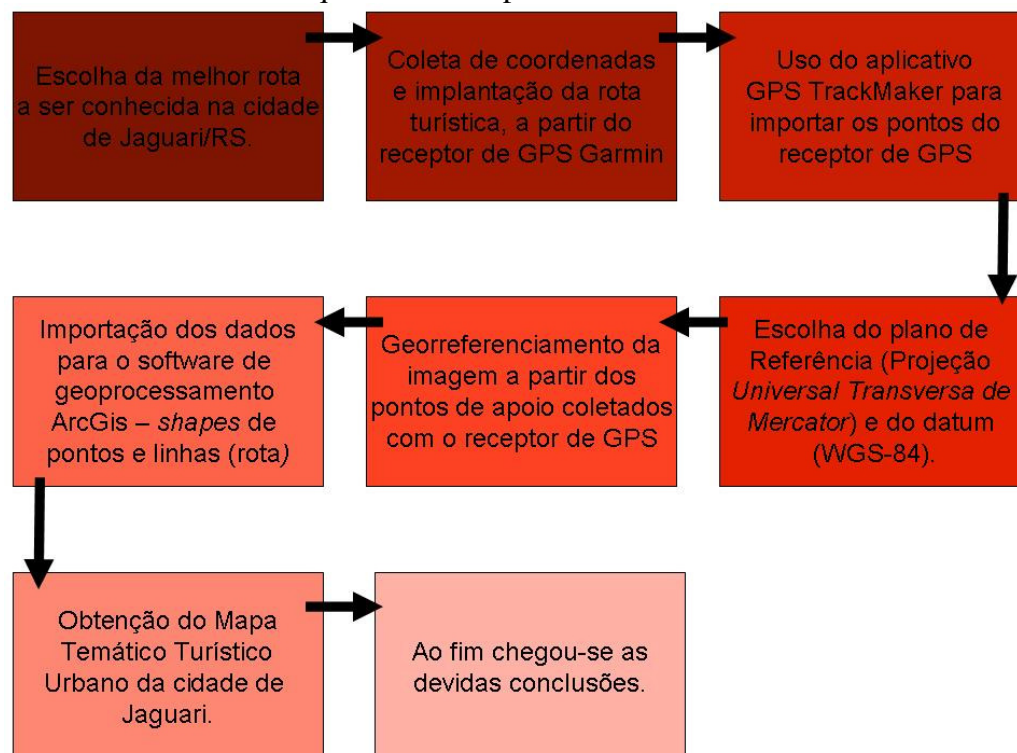 Escolha da melhor rota
a ser conhecida na cidade
de Jaguari/RS.
Coleta de coordenadas
e implantação da rota
turística, a partir do
receptor de GPS Garmin
Uso do aplicativo
GPS TrackMaker para
importar os pontos do
receptor de GPS
Escolha do plano de
Referência (Projeção
Universal Transversa de
Mercator) e do datum
(WGS-84).
Georreferenciamento da
imagem a partir dos
pontos de apoio coletados
com o receptor de GPS
Importação dos dados
para o software de
geoprocessamento
ArcGis – shapes de
pontos e linhas (rota)
Obtenção do Mapa
Temático Turístico
Urbano da cidade de
Jaguari.
Ao fim chegou-se as
devidas conclusões.